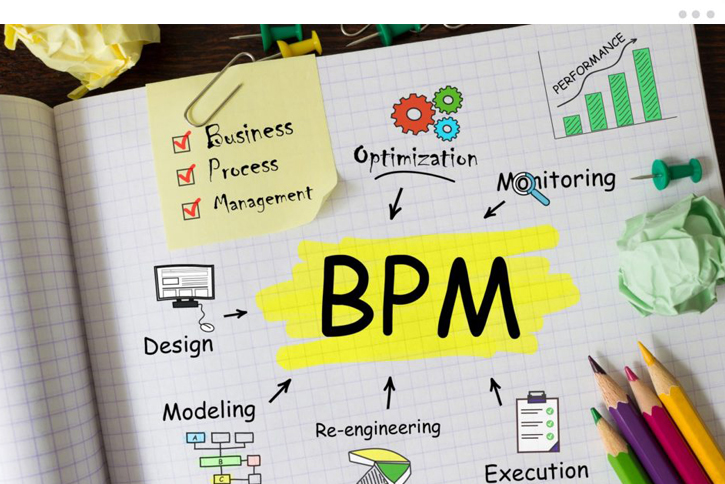 PERFORMANCE
Business
Process
Management
Optimization
Monitoring
BPM
Design
Modeling
A
B
C
Re-engineering
Execution